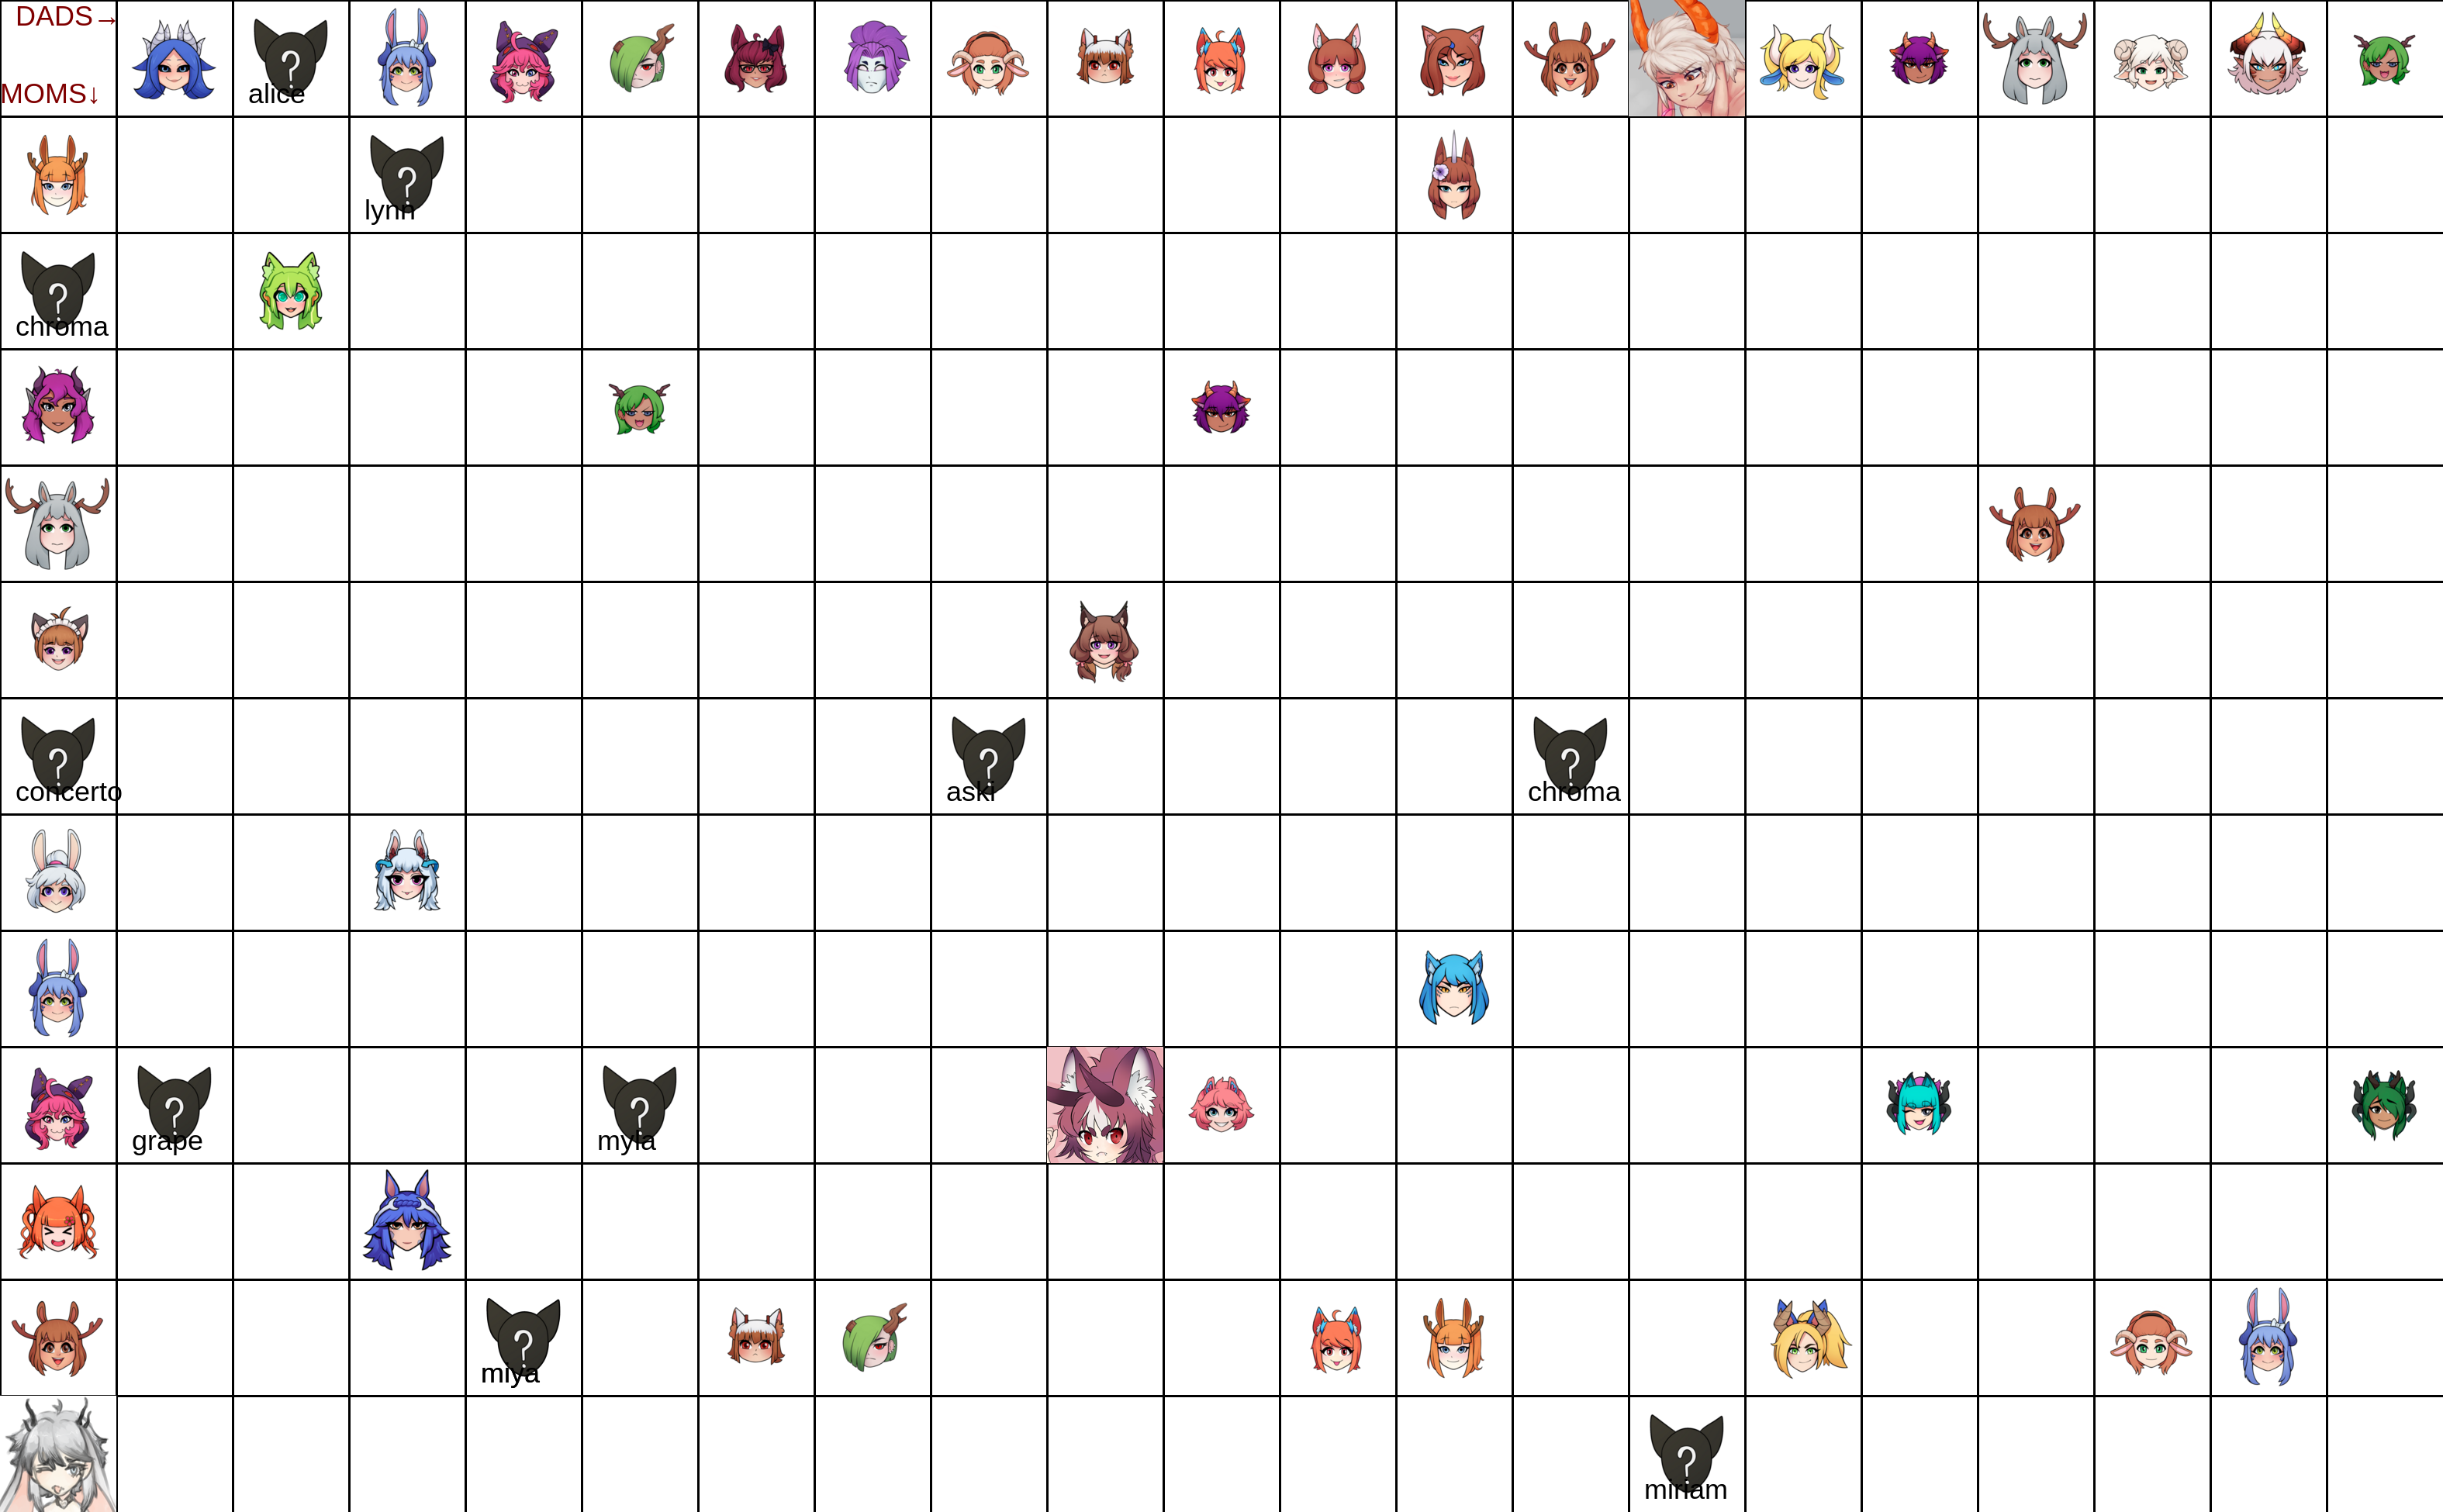 DADS→
MOMS↓
?
alice
?
lynn
?
chroma
?
concerto
?
aski
?
chroma
?
grape
?
myla
?
miya
?
miriam